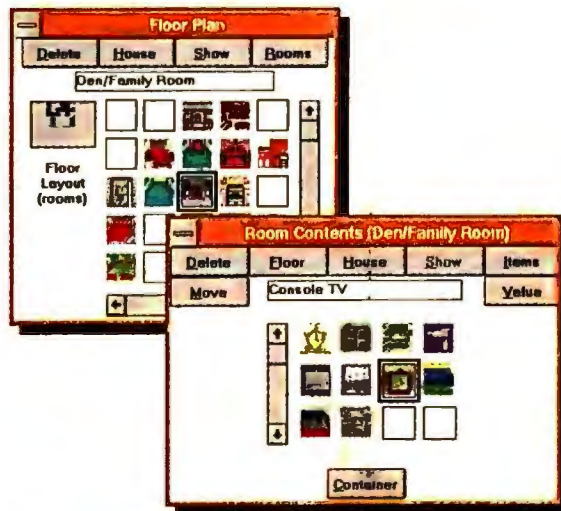 Floor Plan
Delete House Show Rooms
Den/Family Room
Floor
Layout
(rooms)
Room Contents (Den/Family Room)
Delete Floor House Show Items
Move Console TV Value
Container